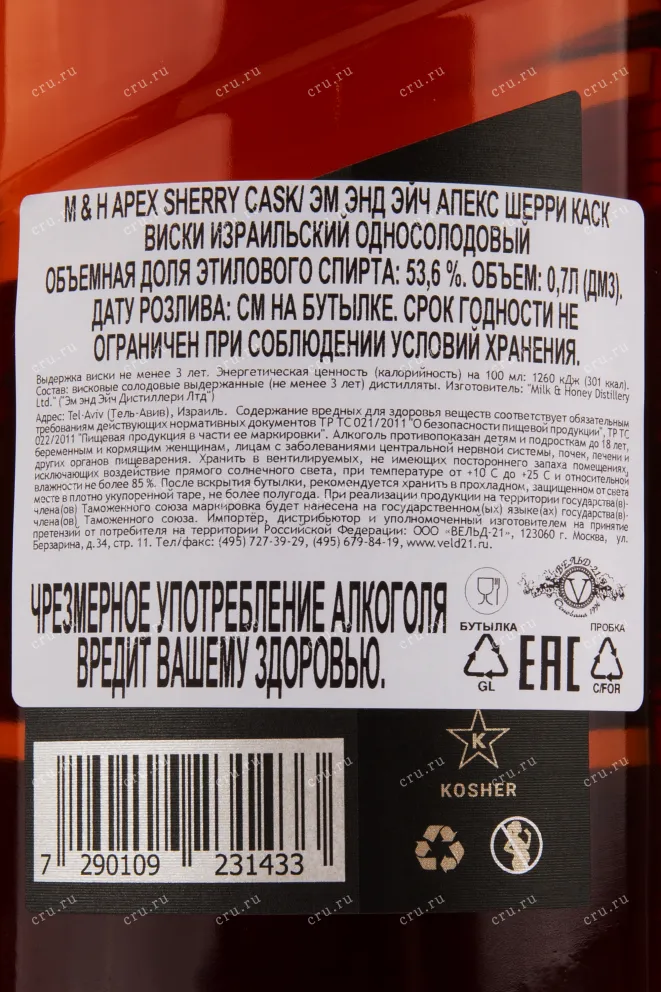 M & H APEX SHERRY CASK/ ЭМ ЭНД ЭЙЧ АПЕКС ШЕРРИ КАСК
ВИСКИ ИЗРАИЛЬСКИЙ ОДНОСОЛОДОВЫЙ
ОБЪЕМНАЯ ДОЛЯ ЭТИЛОВОГО СПИРТА: 53,6 %. ОБЪЕМ: 0,7Л (ДМ3).
ДАТУ РОЗЛИВА: СМ НА БУТЫЛКЕ. СРОК ГОДНОСТИ НЕ
ОГРАНИЧЕН ПРИ СОБЛЮДЕНИИ УСЛОВИЙ ХРАНЕНИЯ.
Выдержка виски не менее 3 лет. Энергетическая ценность (калорийность) на 100 мл: 1260 кДж (301 ккал).
Состав: висковые солодовые выдержанные (не менее 3 лет) дистилляты. Изготовитель: "Milk & Honey Distillery
Ltd." ("Эм энд Эйч Дистиллери Лтд")
Адрес: Tel-Aviv (Тель-Авив), Израиль. Содержание вредных для здоровья веществ соответствует обязательным
требованиям действующих нормативных документов ТР ТС 021/2011 "О безопасности пищевой продукции", ТР ТС
022/2011 "Пищевая продукция в части ее маркировки". Алкоголь противопоказан детям и подросткам до 18 лет,
беременным и кормящим женщинам, лицам с заболеваниями центральной нервной системы, почек, печени и
других органов пищеварения. Хранить в вентилируемых, не имеющих постороннего запаха помещениях,
исключающих воздействие прямого солнечного света, при температуре от +10 С до +25 С и относительной
влажности не более 85 %. После вскрытия бутылки, рекомендуется хранить в прохладном, защищенном от света
месте в плотно укупоренной таре, не более полугода. При реализации продукции на территории государства(в)-
члена(ов) Таможенного союза маркировка будет нанесена на государственном(ых) языке(ах) государства(в)-
члена(ов) Таможенного союза. Импортёр, дистрибьютор и уполномоченный изготовителем на принятие
претензий от потребителя на территории Российской Федерации: ООО «ВЕЛЬД-21», 123060 г. Москва, ул.
Берзарина, д.34, стр. 11. Тел/факс: (495) 727-39-29, (495) 679-84-19, www.veld21.ru.
ЧРЕЗМЕРНОЕ УПОТРЕБЛЕНИЕ АЛКОГОЛЯ
ВРЕДИТ ВАШЕМУ ЗДОРОВЬЮ.
ВЕЛЬД-21
V
Основана 1996
БУТЫЛКА ПРОБКА
GL EAC C/FOR
K
KOSHER
7 290109 231433
cru.ru